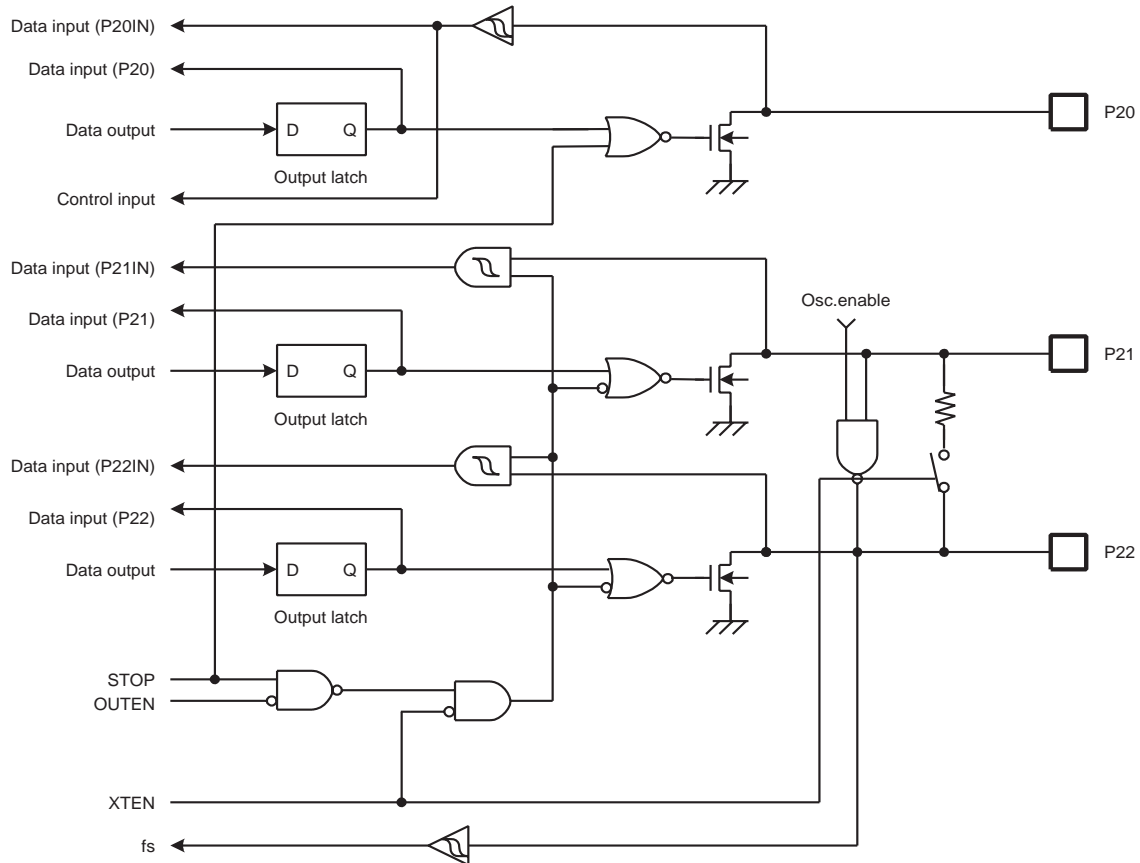 Data input (P20IN)
Data input (P20)
Data output
D Q
Output latch
P20
Control input
Data input (P21IN)
Data input (P21)
Osc.enable
Data output
D Q
Output latch
P21
Data input (P22IN)
Data input (P22)
Data output
D Q
Output latch
P22
STOP
OUTEN
XTEN
fs